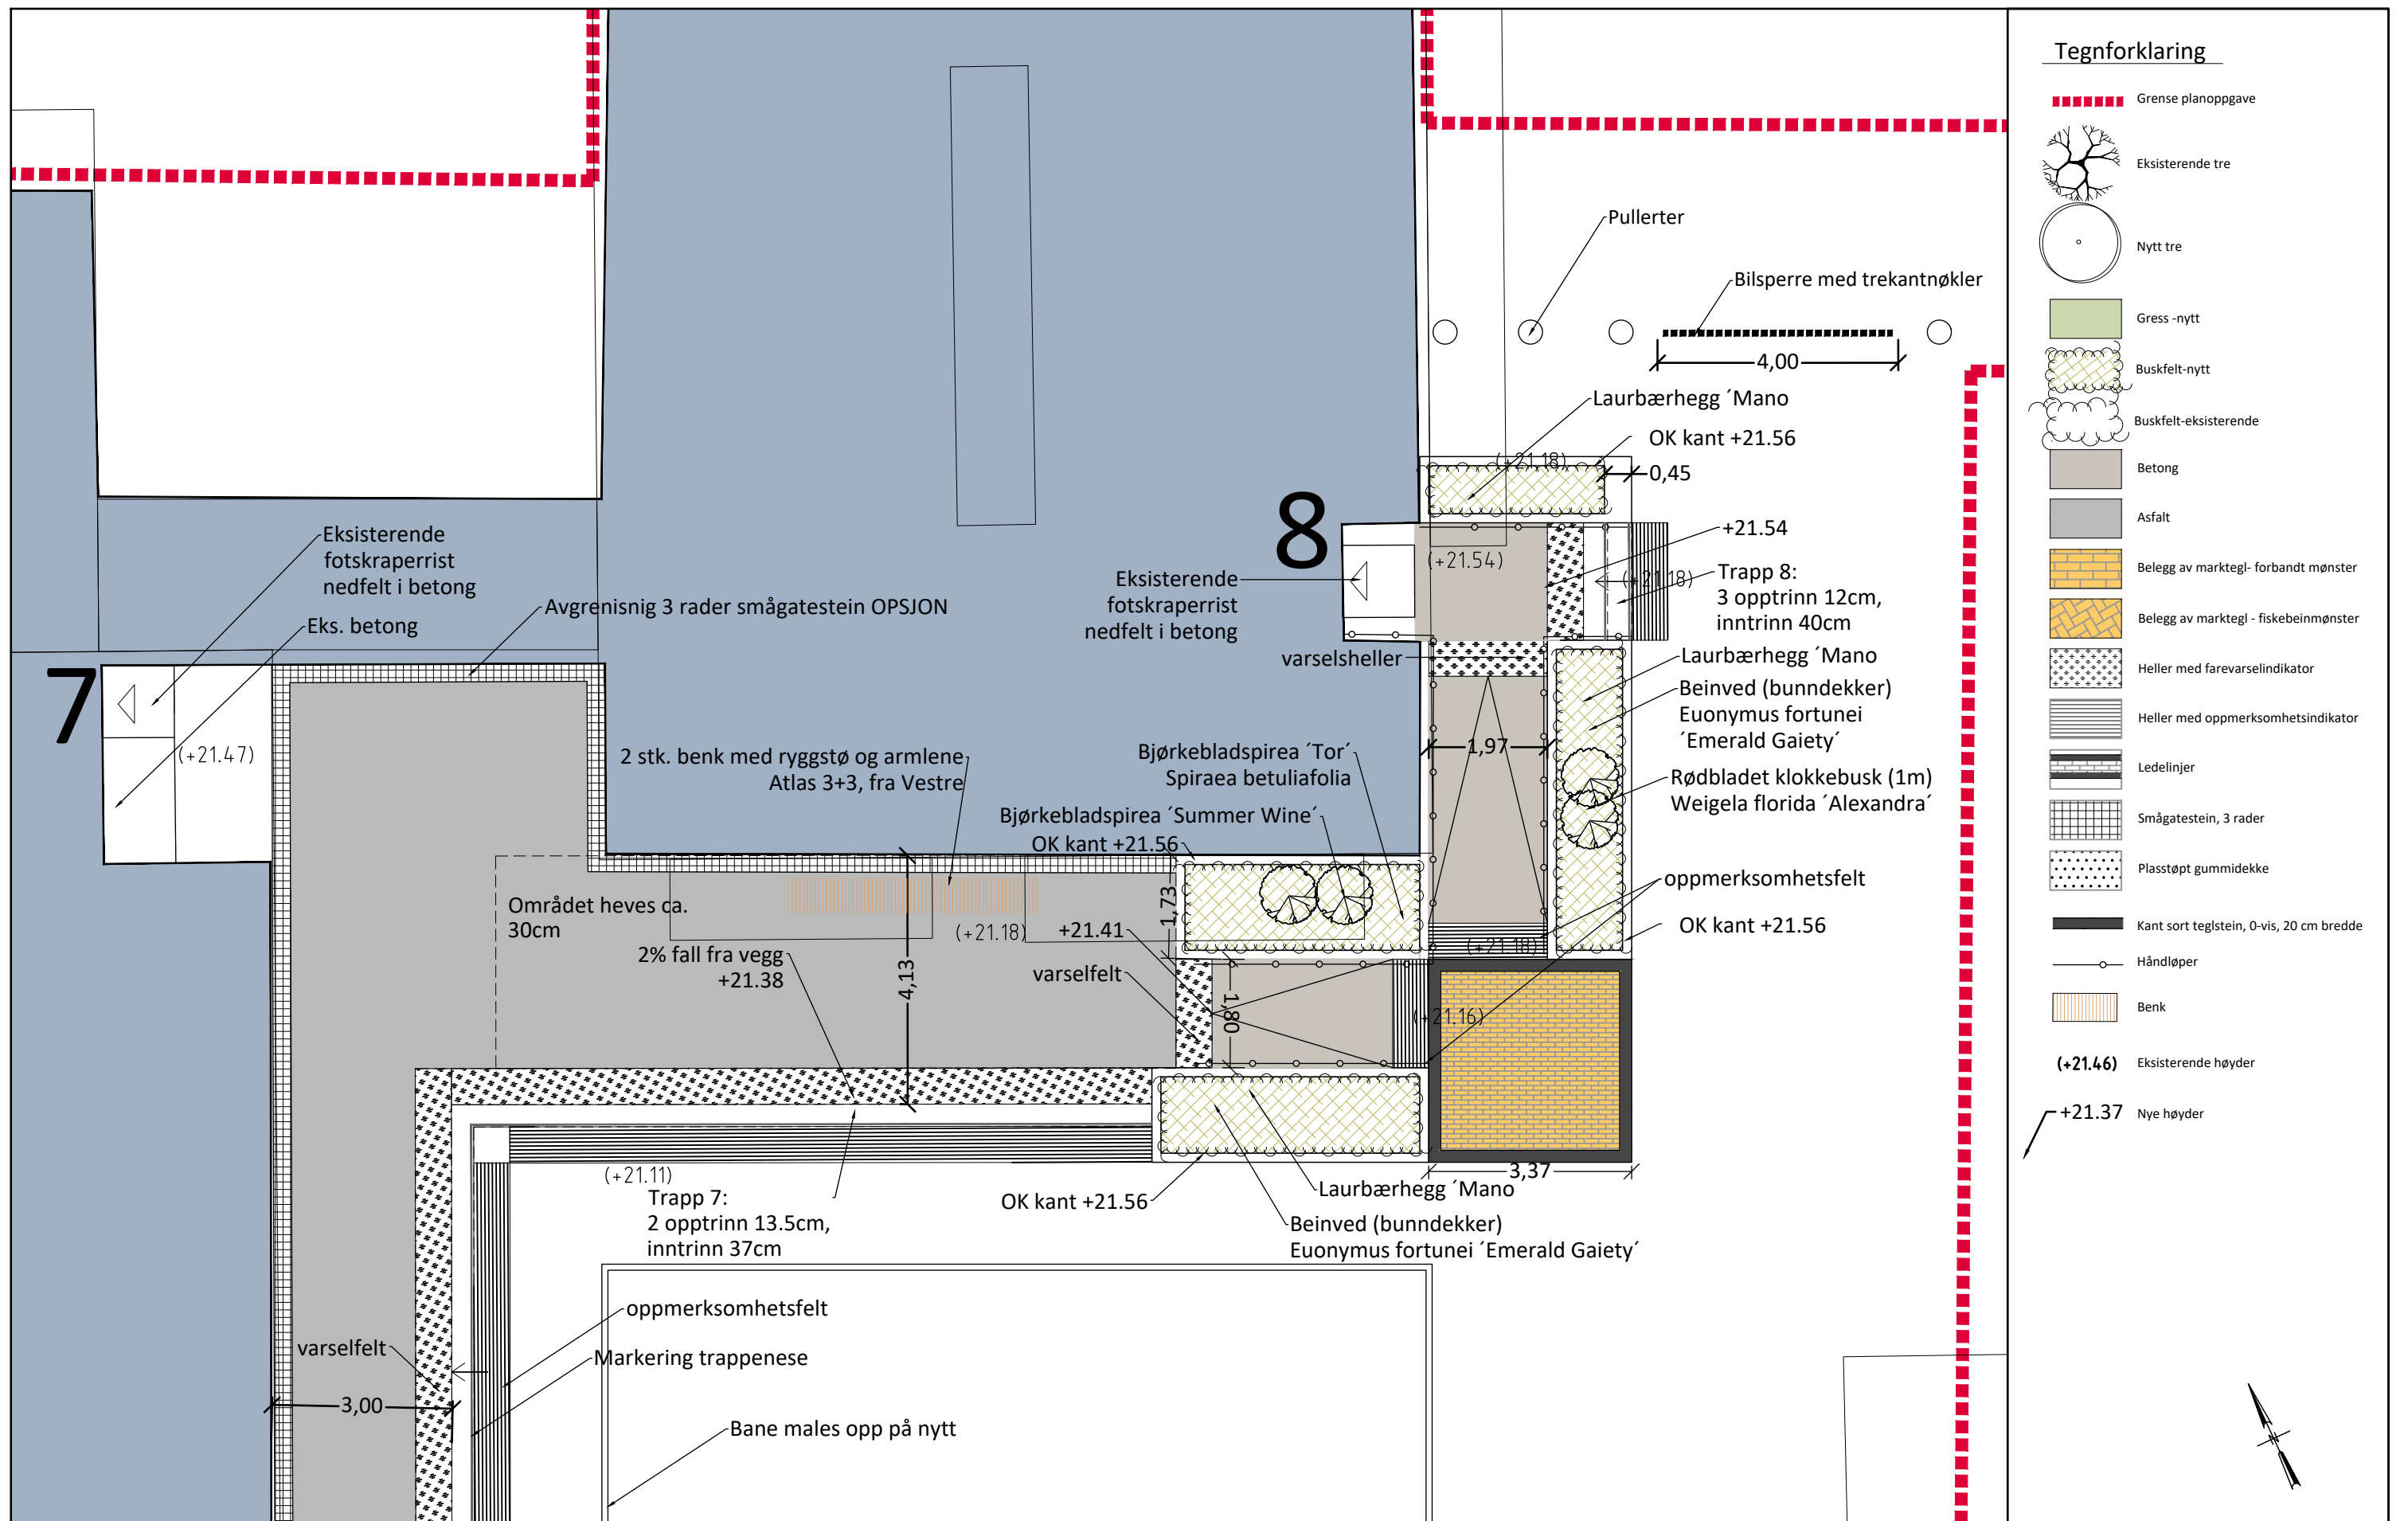 Pullerter
Bilsperre med trekantnøkler
4,00
Laurbærhegg ´Mano
OK kant +21.56
(+21.18)
0,45
8
+21.54
(+21.54)
Eksisterende
fotskraperrist
nedfelt i betong
(+21.18)
Trapp 8:
3 opptrinn 12cm,
inntrinn 40cm
Eksisterende
fotskraperrist
nedfelt i betong
Avgrenisnig 3 rader smågatestein OPSJON
Eks. betong
7
(+21.47)
varselsheller
Laurbærhegg ´Mano
Beinved (bunndekker)
Euonymus fortunei
´Emerald Gaiety´
1,97
Rødbladet klokkebusk (1m)
Weigela florida ´Alexandra´
2 stk. benk med ryggstø og armlene
Atlas 3+3, fra Vestre
Bjørkebladspirea ´Tor´
Spiraea betuliafolia
Bjørkebladspirea ´Summer Wine´
OK kant +21.56
oppmerksomhetsfelt
OK kant +21.56
Området heves ca.
30cm
1,73
(+21.18)
+21.41
(+21.18)
2% fall fra vegg
+21.38
4,13
varselfelt
1,80
(+21,16)
(+21.11)
Trapp 7:
2 opptrinn 13.5cm,
inntrinn 37cm
OK kant +21.56
3,37
Laurbærhegg ´Mano
Beinved (bunndekker)
Euonymus fortunei ´Emerald Gaiety´
oppmerksomhetsfelt
varselfelt
Markering trappenese
3,00
Bane males opp på nytt
Tegnforklaring
Grense planoppgave
Eksisterende tre
Nytt tre
Gress -nytt
Buskfelt-nytt
Buskfelt-eksisterende
Betong
Asfalt
Belegg av marktegl- forbandt mønster
Belegg av marktegl - fiskebeinmønster
Heller med farevarselindikator
Heller med oppmerksomhetsindikator
Ledelinjer
Smågatestein, 3 rader
Plasstøpt gummidekke
Kant sort teglstein, 0-vis, 20 cm bredde
Håndløper
Benk
(+21.46) Eksisterende høyder
+21.37 Nye høyder
N